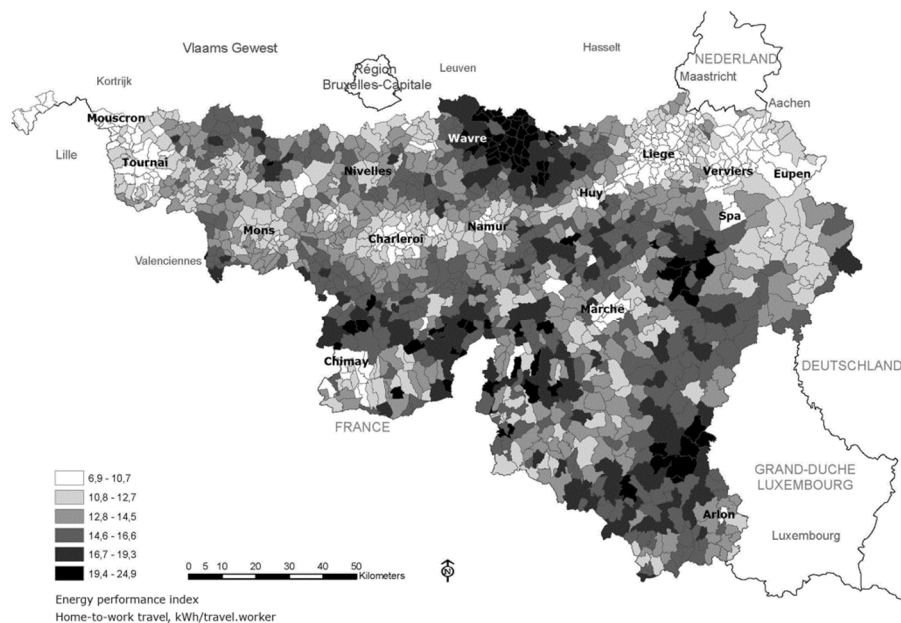 Vlaams Gewest
Hasselt
NEDERLAND
Kortrijk
Région
Bruxelles-Capitale
Leuven
Maastricht
Aachen
Mouscron
Wavre
Lille
Tournai
Nivelles
Liege
Verviers
Eupen
Huy
Spa
Mons
Charleroi
Namur
Valenciennes
Marche
Chimay
DEUTSCHLAND
FRANCE
GRAND-DUCHE
LUXEMBOURG
Arlon
Luxembourg
6,9 - 10,7
10,8 - 12,7
12,8 - 14,5
14,6 - 16,6
16,7 - 19,3
19,4 - 24,9
0 5 10 20 30 40 50
Kilometers
N
Energy performance index
Home-to-work travel, kWh/travel.worker